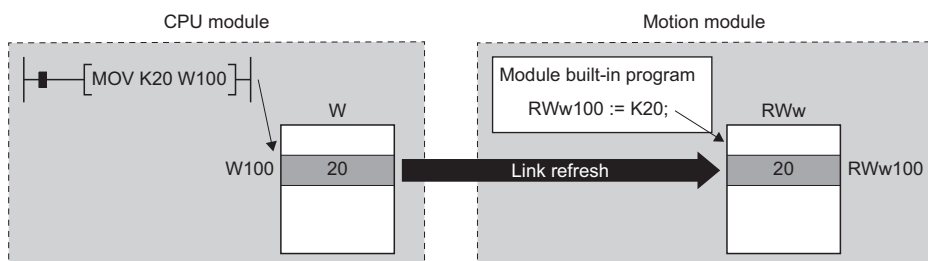 CPU module
Motion module
MOV K20 W100
Module built-in program
RWw100 := K20;
W
RWw
W100
20
Link refresh
20
RWw100